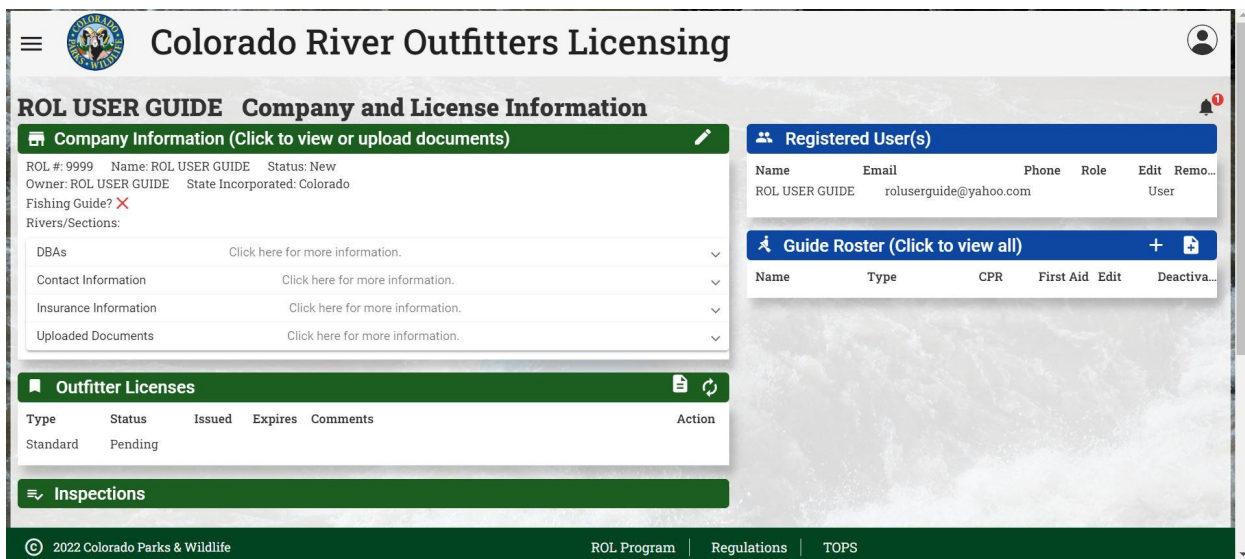 COLORADO
PARKS & WILDLIFE
Colorado River Outfitters Licensing
ROL USER GUIDE Company and License Information
1
Company Information (Click to view or upload documents)
ROL #: 9999 Name: ROL USER GUIDE Status: New
Owner: ROL USER GUIDE State Incorporated: Colorado
Fishing Guide?
Rivers/Sections:
DBAs Click here for more information.
Contact Information Click here for more information.
Insurance Information Click here for more information.
Uploaded Documents Click here for more information.
Outfitter Licenses
Type Status Issued Expires Comments Action
Standard Pending
Inspections
Registered User(s)
Name Email Phone Role Edit Remo...
ROL USER GUIDE roluserguide@yahoo.com User
Guide Roster (Click to view all)
Name Type CPR First Aid Edit Deactiva...
© 2022 Colorado Parks & Wildlife ROL Program | Regulations | TOPS